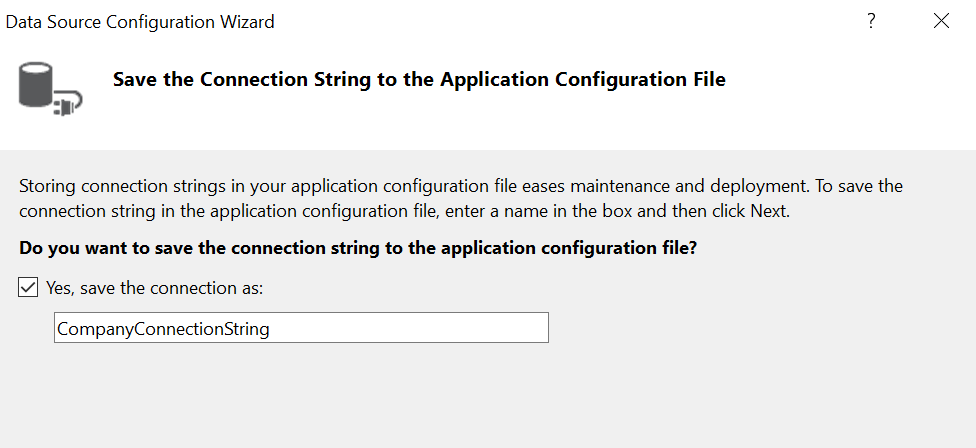 Data Source Configuration Wizard
?
Save the Connection String to the Application Configuration File
Storing connection strings in your application configuration file eases maintenance and deployment. To save the
connection string in the application configuration file, enter a name in the box and then click Next.
Do you want to save the connection string to the application configuration file?
Yes, save the connection as:
CompanyConnectionString